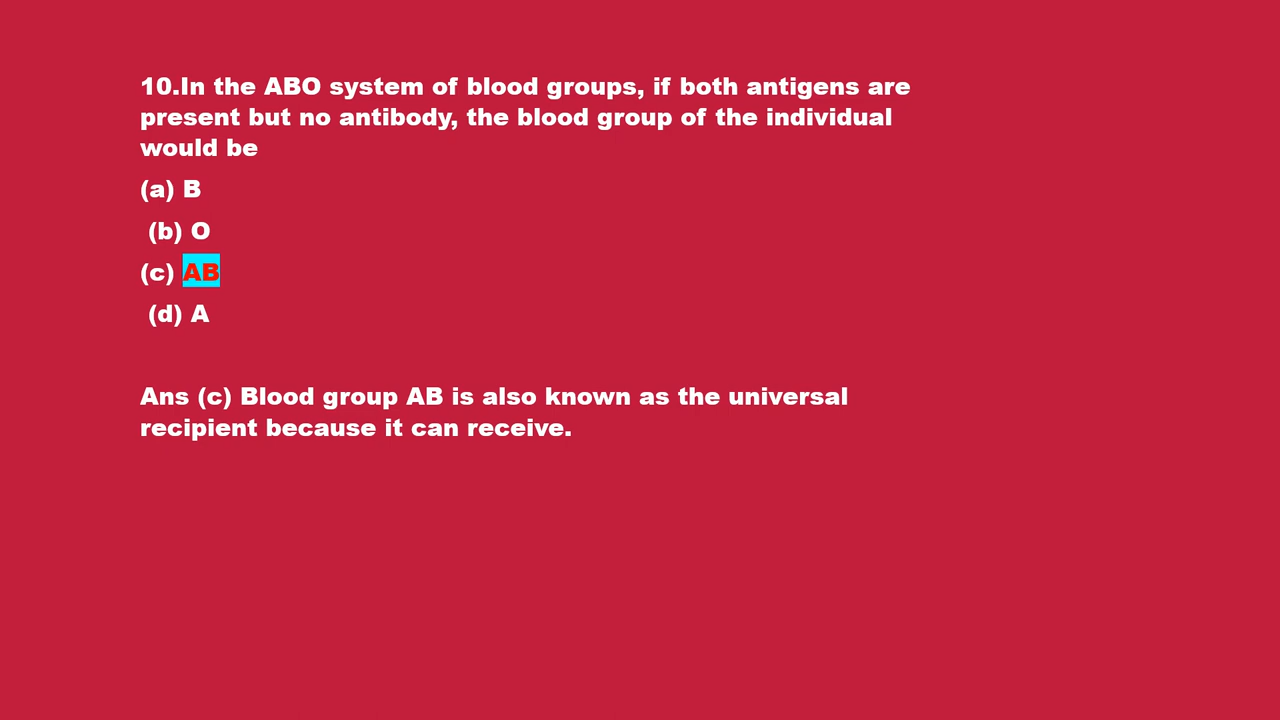 10.In the ABO system of blood groups, if both antigens are
present but no antibody, the blood group of the individual
would be
(a) B
(b) O
(c) AB
(d) A
Ans (c) Blood group AB is also known as the universal
recipient because it can receive.